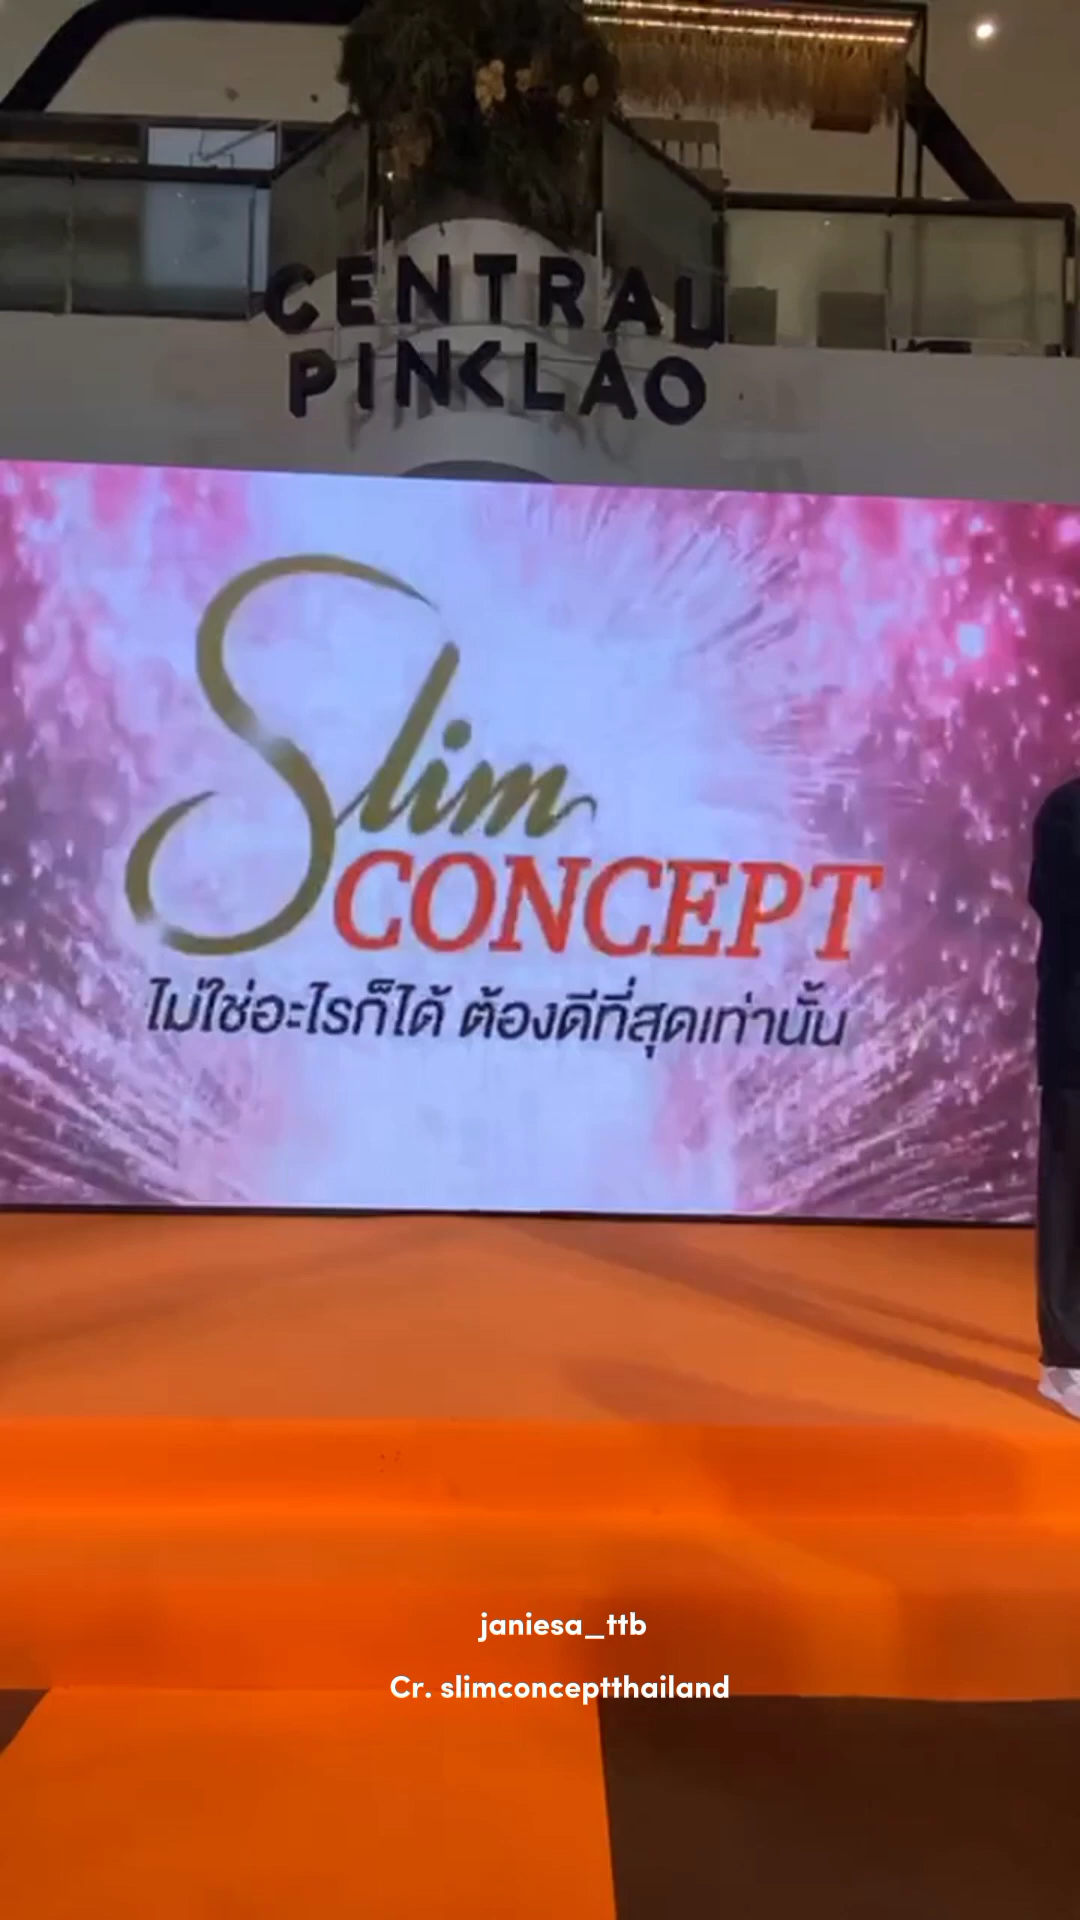 CENTRAL
PINKLAO
Slim
CONCEPT
ไม่ใช่อะไรก็ได้ ต้องดีที่สุดเท่านั้น
janiesa_ttb
Cr. slimconceptthailand